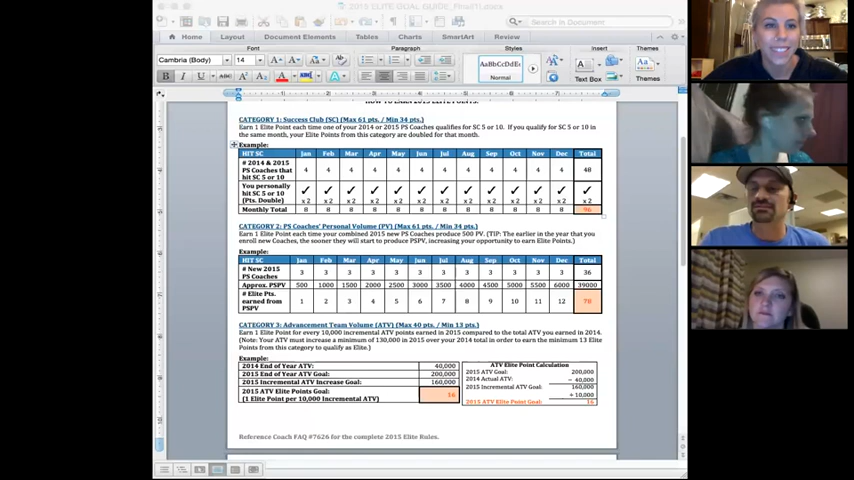 2015 ELITE GOAL GUIDE_Final(1).docx
Search in Document
Home Layout Document Elements Tables Charts SmartArt Review
Font Paragraph Styles Insert Themes
Cambria (Body) 14
AaBbCcDdEe
Normal
Text Box Shape Picture Themes
HOW TO EARN 2015 ELITE POINTS:
CATEGORY 1: Success Club (SC) (Max 61 pts. / Min 34 pts.)
Earn 1 Elite Point each time one of your 2014 or 2015 PS Coaches qualifies for SC 5 or 10. If you qualify for SC 5 or 10 in
the same month, your Elite Points from this category are doubled for that month.
Example:
HIT SC Jan Feb Mar Apr May Jun Jul Aug Sep Oct Nov Dec Total
# 2014 & 2015
PS Coaches that
hit SC 5 or 10 4 4 4 4 4 4 4 4 4 4 4 4 48
You personally
hit SC 5 or 10
(Pts. Double) ✓ ✓ ✓ ✓ ✓ ✓ ✓ ✓ ✓ ✓ ✓ ✓ ✓
x 2 x 2 x 2 x 2 x 2 x 2 x 2 x 2 x 2 x 2 x 2 x 2 x 2
Monthly Total 8 8 8 8 8 8 8 8 8 8 8 8 96
CATEGORY 2: PS Coaches' Personal Volume (PV) (Max 61 pts. / Min 34 pts.)
Earn 1 Elite Point each time your combined 2015 new PS Coaches produce 500 PV. (TIP: The earlier in the year that you
enroll new Coaches, the sooner they will start to produce PSPV, increasing your opportunity to earn Elite Points.)
Example:
HIT SC Jan Feb Mar Apr May Jun Jul Aug Sep Oct Nov Dec Total
# New 2015
PS Coaches 3 3 3 3 3 3 3 3 3 3 3 3 36
Approx. PSPV 500 1000 1500 2000 2500 3000 3500 4000 4500 5000 5500 6000 39000
# Elite Pts.
earned from
PSPV 1 2 3 4 5 6 7 8 9 10 11 12 78
CATEGORY 3: Advancement Team Volume (ATV) (Max 40 pts. / Min 13 pts.)
Earn 1 Elite Point for every 10,000 incremental ATV points earned in 2015 compared to the total ATV you earned in 2014.
(Note: Your ATV must increase a minimum of 130,000 in 2015 over your 2014 total in order to earn the minimum 13 Elite
Points from this category to qualify as Elite.)
Example:
2014 End of Year ATV: 40,000
2015 End of Year ATV Goal: 200,000
2015 Incremental ATV Increase Goal: 160,000
2015 ATV Elite Points Goal:
(1 Elite Point per 10,000 Incremental ATV) 16
ATV Elite Point Calculation
2015 ATV Goal: 200,000
2014 Actual ATV: − 40,000
2015 Incremental ATV Goal: 160,000
÷ 10,000
2015 ATV Elite Point Goal: 16
Reference Coach FAQ #7626 for the complete 2015 Elite Rules.